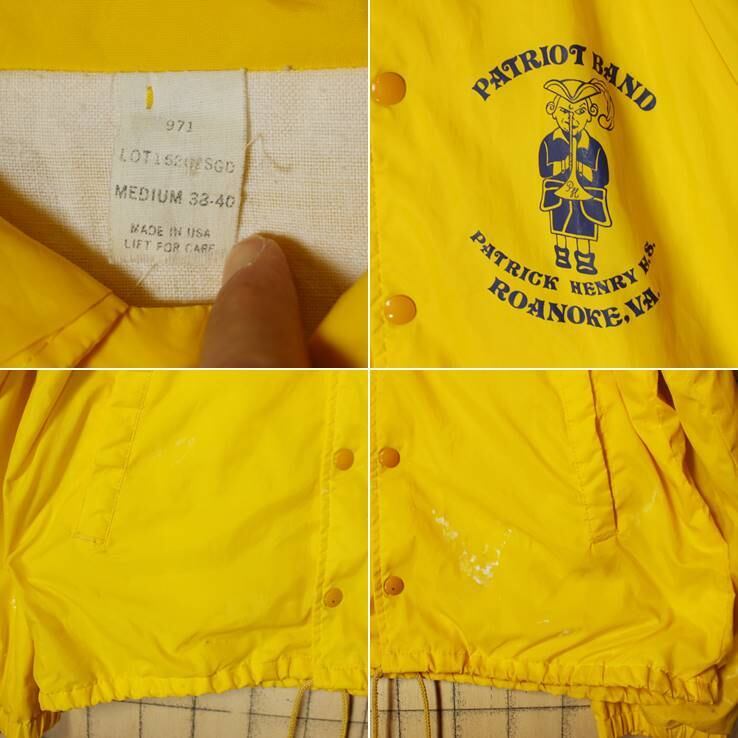 971
MEDIUM 38-40
MADE IN USA
LIFT FOR CARE
PATRIOT BAND
PH
PATRICK HENRY H.S.
ROANOKE, VA.